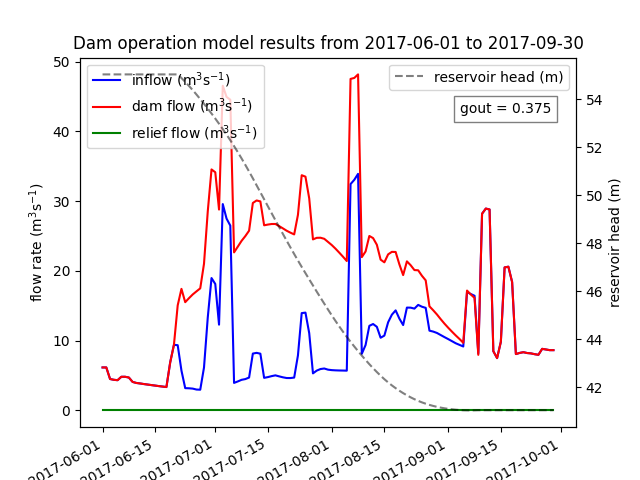 Dam operation model results from 2017-06-01 to 2017-09-30
inflow (m³s⁻¹)
dam flow (m³s⁻¹)
relief flow (m³s⁻¹)
reservoir head (m)
gout = 0.375
flow rate (m³s⁻¹)
50
40
30
20
10
0
54
52
50
48
46
44
42
reservoir head (m)
2017-06-01
2017-06-15
2017-07-01
2017-07-15
2017-08-01
2017-08-15
2017-09-01
2017-09-15
2017-10-01